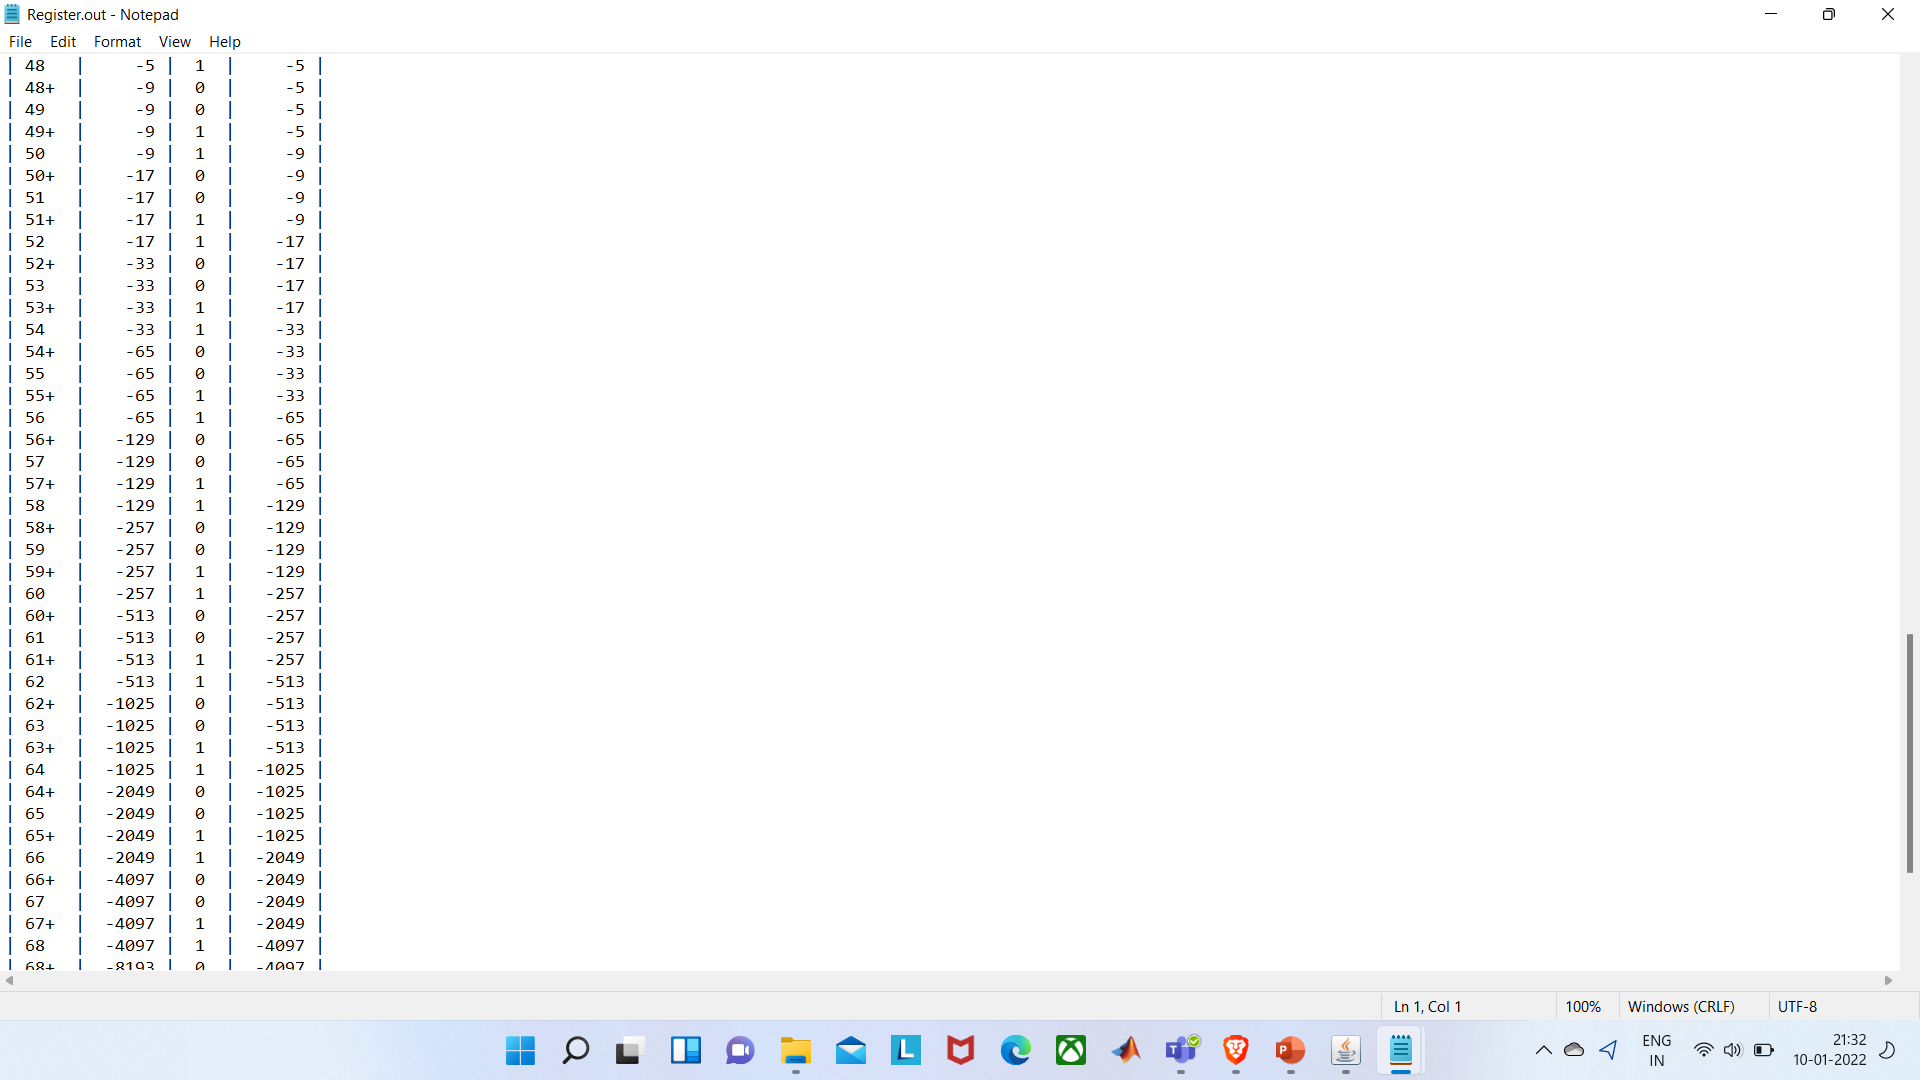 Register.out - Notepad
File Edit Format View Help
| 48 | -5 | 1 | -5 |
| 48+ | -9 | 0 | -5 |
| 49 | -9 | 0 | -5 |
| 49+ | -9 | 1 | -5 |
| 50 | -9 | 1 | -9 |
| 50+ | -17 | 0 | -9 |
| 51 | -17 | 0 | -9 |
| 51+ | -17 | 1 | -9 |
| 52 | -17 | 1 | -17 |
| 52+ | -33 | 0 | -17 |
| 53 | -33 | 0 | -17 |
| 53+ | -33 | 1 | -17 |
| 54 | -33 | 1 | -33 |
| 54+ | -65 | 0 | -33 |
| 55 | -65 | 0 | -33 |
| 55+ | -65 | 1 | -33 |
| 56 | -65 | 1 | -65 |
| 56+ | -129 | 0 | -65 |
| 57 | -129 | 0 | -65 |
| 57+ | -129 | 1 | -65 |
| 58 | -129 | 1 | -129 |
| 58+ | -257 | 0 | -129 |
| 59 | -257 | 0 | -129 |
| 59+ | -257 | 1 | -129 |
| 60 | -257 | 1 | -257 |
| 60+ | -513 | 0 | -257 |
| 61 | -513 | 0 | -257 |
| 61+ | -513 | 1 | -257 |
| 62 | -513 | 1 | -513 |
| 62+ | -1025 | 0 | -513 |
| 63 | -1025 | 0 | -513 |
| 63+ | -1025 | 1 | -513 |
| 64 | -1025 | 1 | -1025 |
| 64+ | -2049 | 0 | -1025 |
| 65 | -2049 | 0 | -1025 |
| 65+ | -2049 | 1 | -1025 |
| 66 | -2049 | 1 | -2049 |
| 66+ | -4097 | 0 | -2049 |
| 67 | -4097 | 0 | -2049 |
| 67+ | -4097 | 1 | -2049 |
| 68 | -4097 | 1 | -4097 |
| 68+ | -8193 | 0 | -4097 |
Ln 1, Col 1 100% Windows (CRLF) UTF-8
L T P
ENG
IN
21:32
10-01-2022